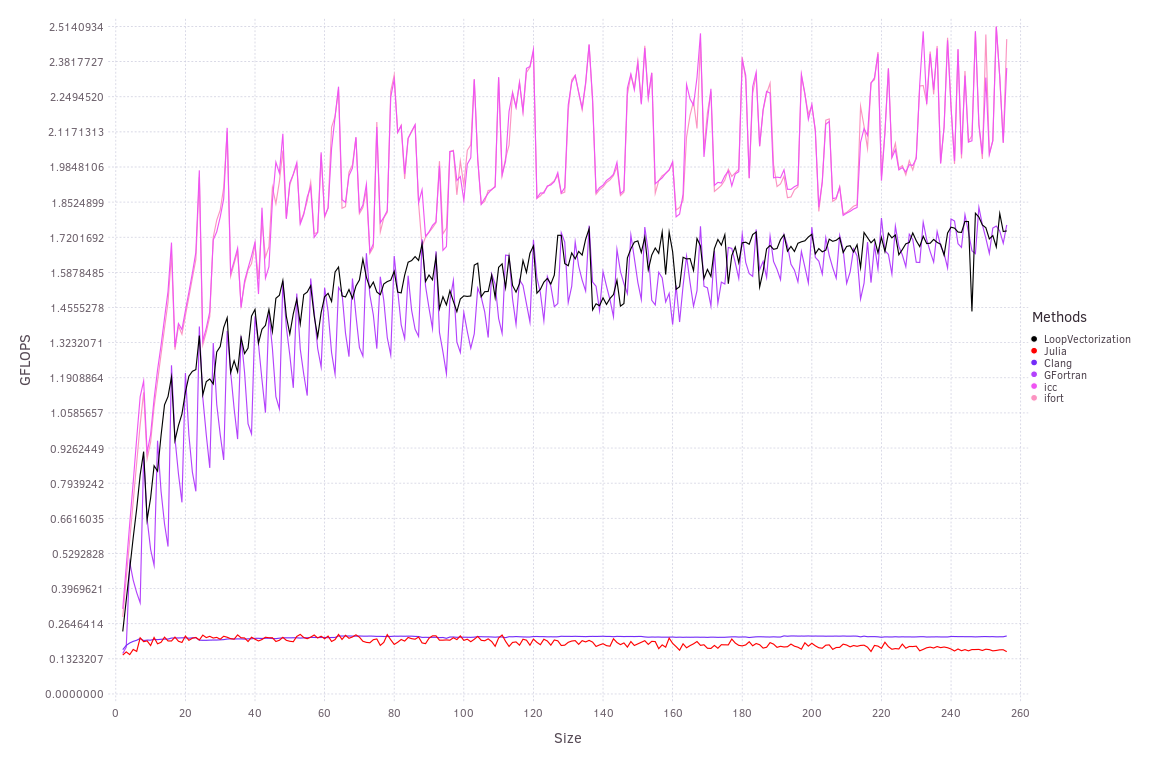 2.5140934
2.3817727
2.2494520
2.1171313
1.9848106
1.8524899
1.7201692
1.5878485
1.4555278
1.3232071
1.1908864
1.0585657
0.9262449
0.7939242
0.6616035
0.5292828
0.3969621
0.2646414
0.1323207
0.0000000
GFLOPS
0 20 40 60 80 100 120 140 160 180 200 220 240 260
Size
Methods
LoopVectorization
Julia
Clang
GFortran
icc
ifort